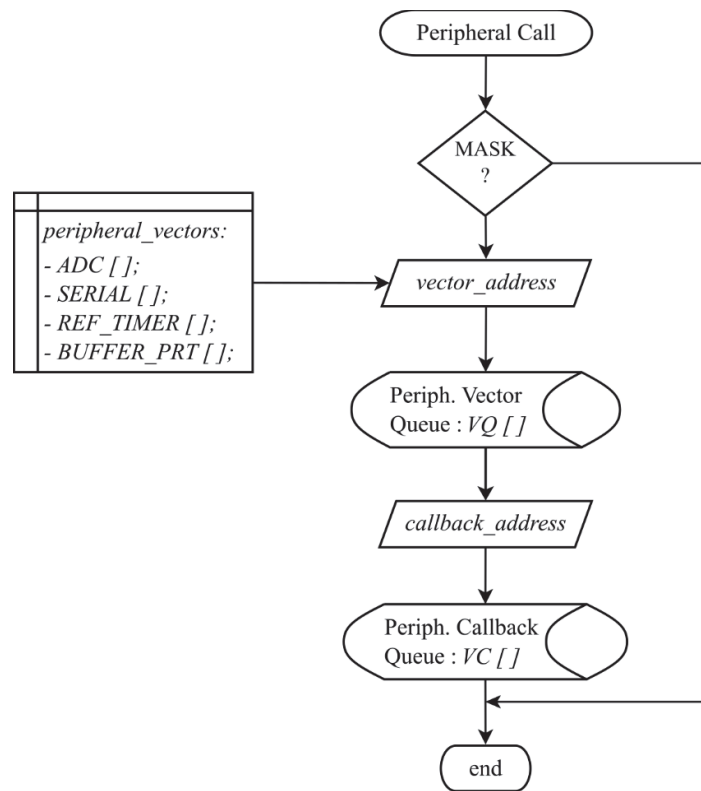 Peripheral Call
MASK
?
peripheral_vectors:
- ADC [ ];
- SERIAL [ ];
- REF_TIMER [ ];
- BUFFER_PRT [ ];
vector_address
Periph. Vector
Queue : VQ [ ]
callback_address
Periph. Callback
Queue : VC [ ]
end